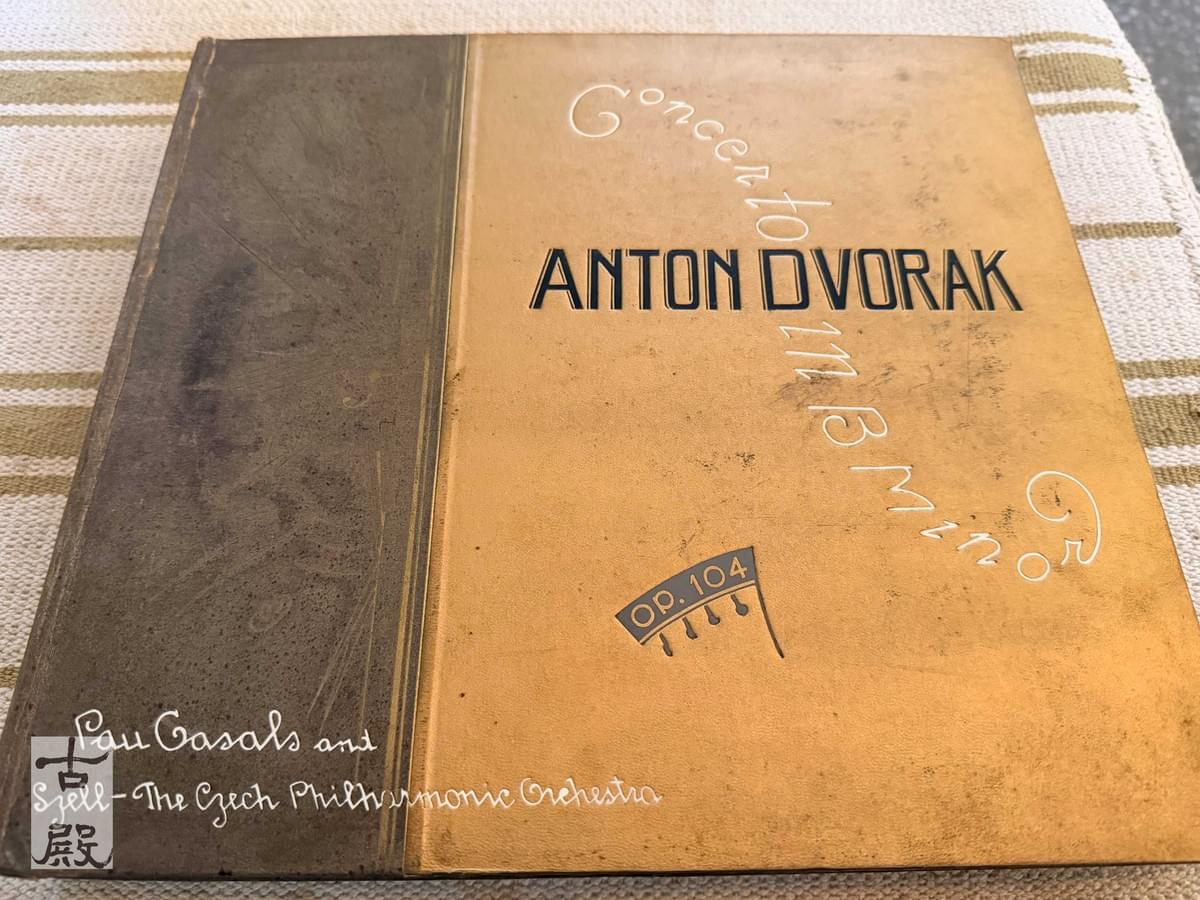 Concerto
ANTON DVORAK
in B Minor
op. 104
Pau Casals and
Szell-The Czech Philharmonic Orchestra
古殿